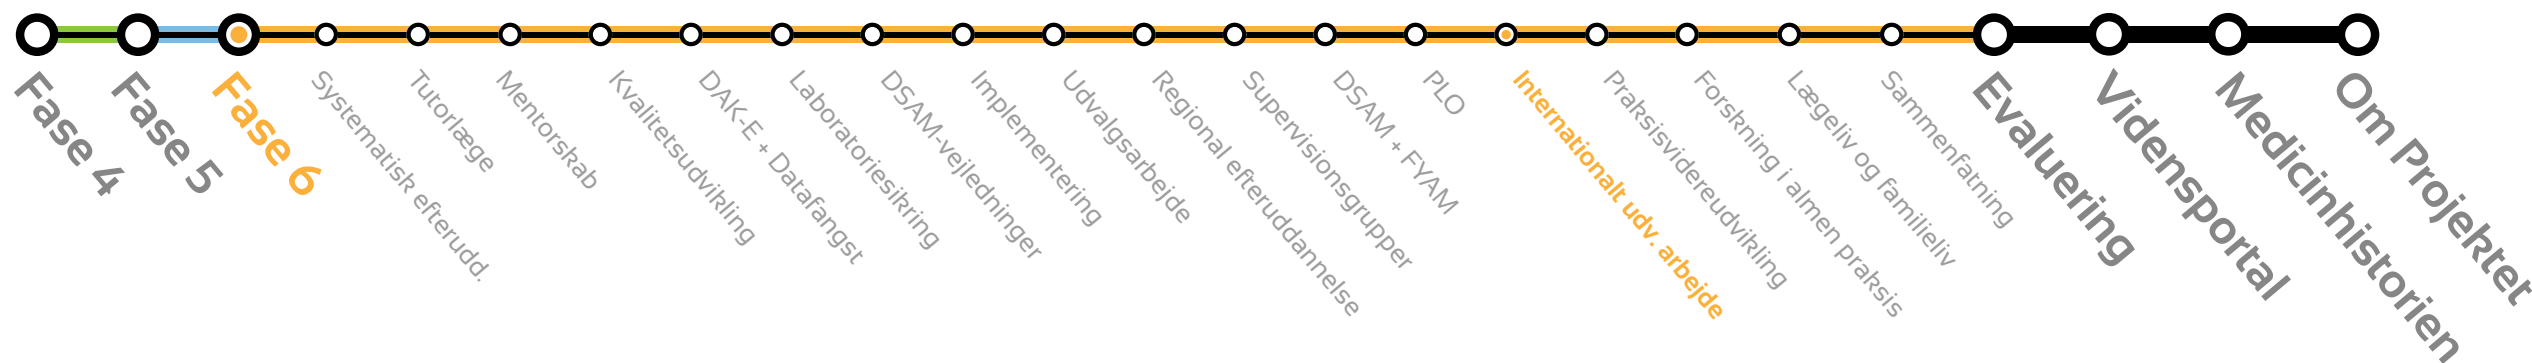 Fase 4
Fase 5
Fase 6
Systematisk efterudd.
Tutorlæge
Mentorskab
Kvalitetsudvikling
DAK-E + Datafangst
Laboratoriesikring
DSAM-vejledninger
Implementering
Udvalgsarbejde
Regional efteruddannelse
Supervisionsgrupper
DSAM + FYAM
PLO
Internationalt udv. arbejde
Praksisvidereudvikling
Forskning i almen praksis
Lægeliv og familieliv
Sammenfatning
Evaluering
Vidensportal
Medicinhistorien
Om Projektet